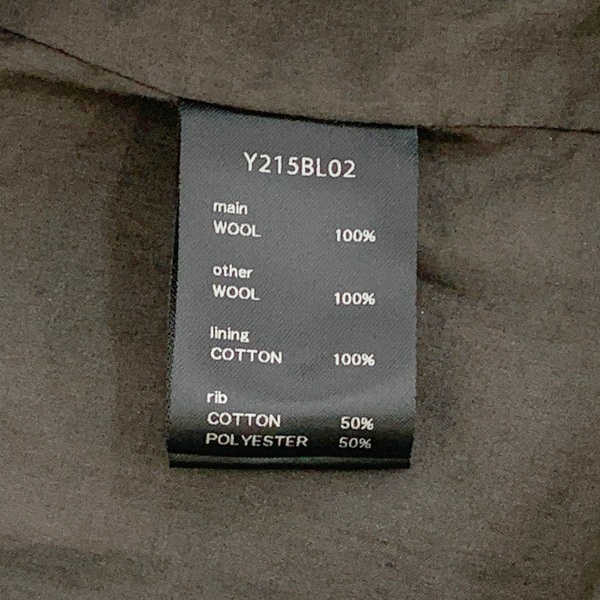 Y215BL02
main
WOOL 100%
other
WOOL 100%
lining
COTTON 100%
rib
COTTON 50%
POLYESTER 50%